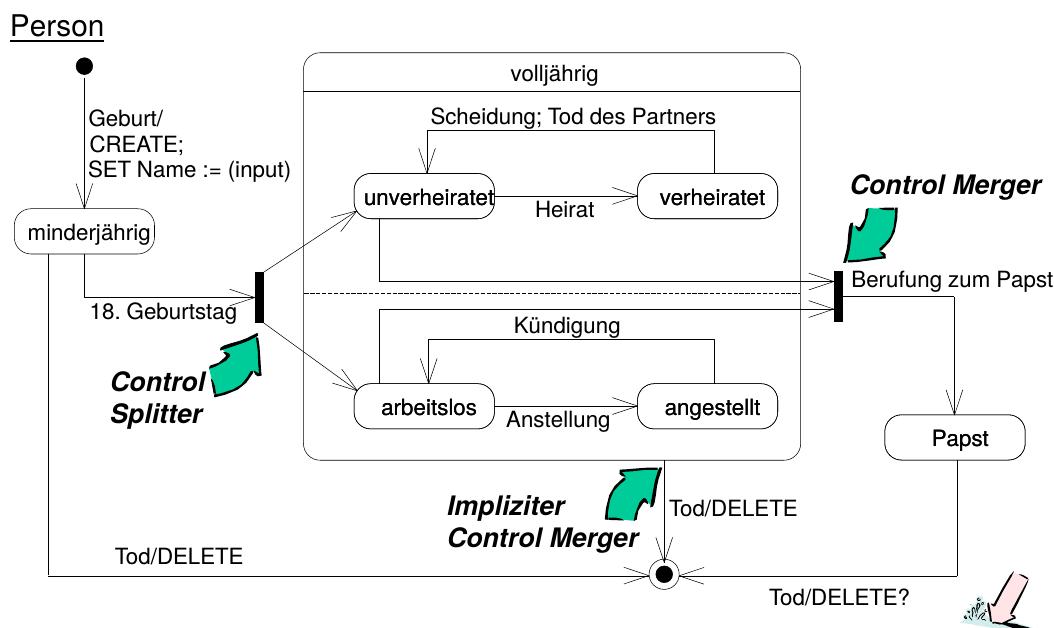 Person
Geburt/
CREATE;
SET Name := (input)
minderjährig
18. Geburtstag
Control
Splitter
volljährig
Scheidung; Tod des Partners
unverheiratet
Heirat
verheiratet
Control Merger
Berufung zum Papst
Kündigung
arbeitslos
Anstellung
angestellt
Papst
Impliziter
Control Merger
Tod/DELETE
Tod/DELETE
Tod/DELETE?